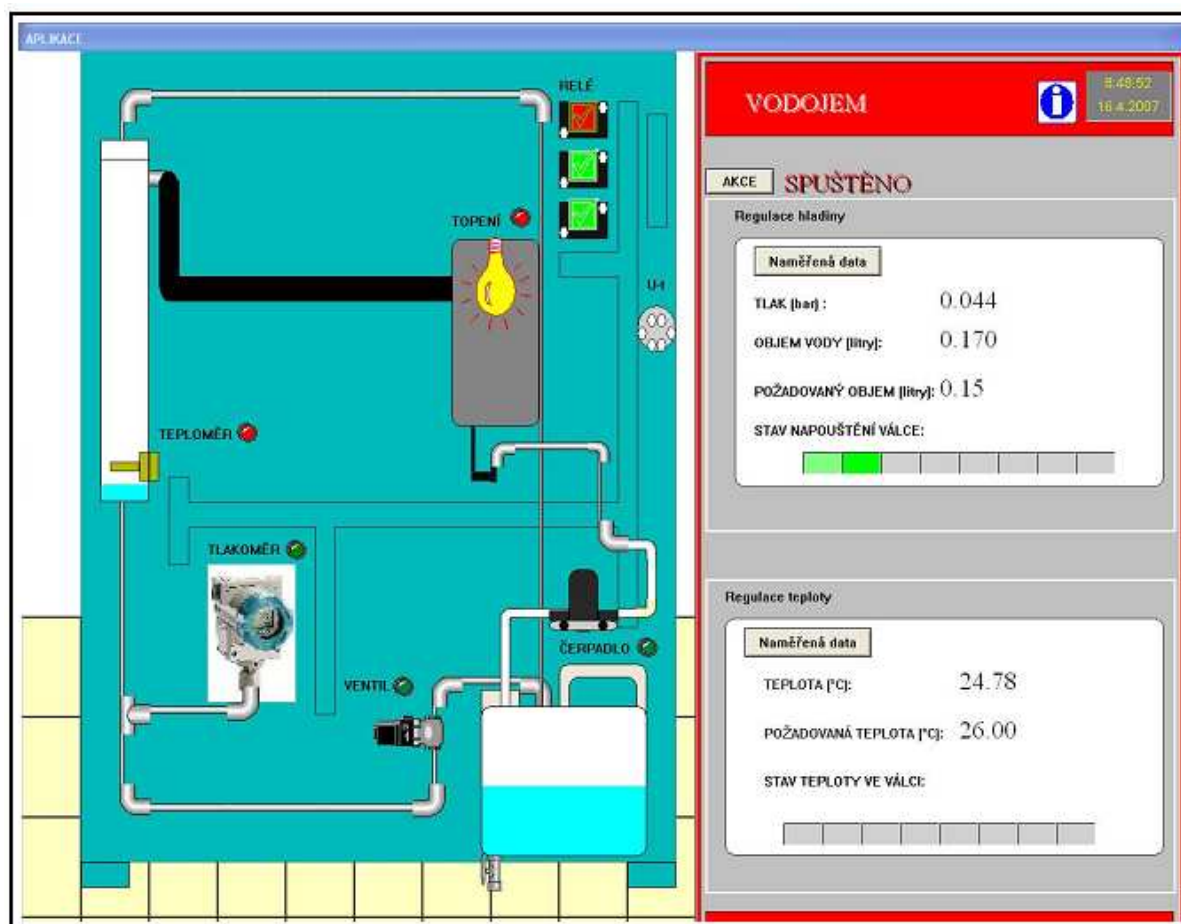 APLIKACE
RELÉ
TOPENÍ
U-I
TEPLOMĚR
TLAKOMĚR
ČERPADLO
VENTIL
VODOJEM
8:48:52
16.4.2007
AKCE SPUŠTĚNO
Regulace hladiny
Naměřená data
TLAK [bar] : 0.044
OBJEM VODY [litry]: 0.170
POŽADOVANÝ OBJEM [litry]: 0.15
STAV NAPOUŠTĚNÍ VÁLCE:
Regulace teploty
Naměřená data
TEPLOTA [°C]: 24.78
POŽADOVANÁ TEPLOTA [°C]: 26.00
STAV TEPLOTY VE VÁLCI: